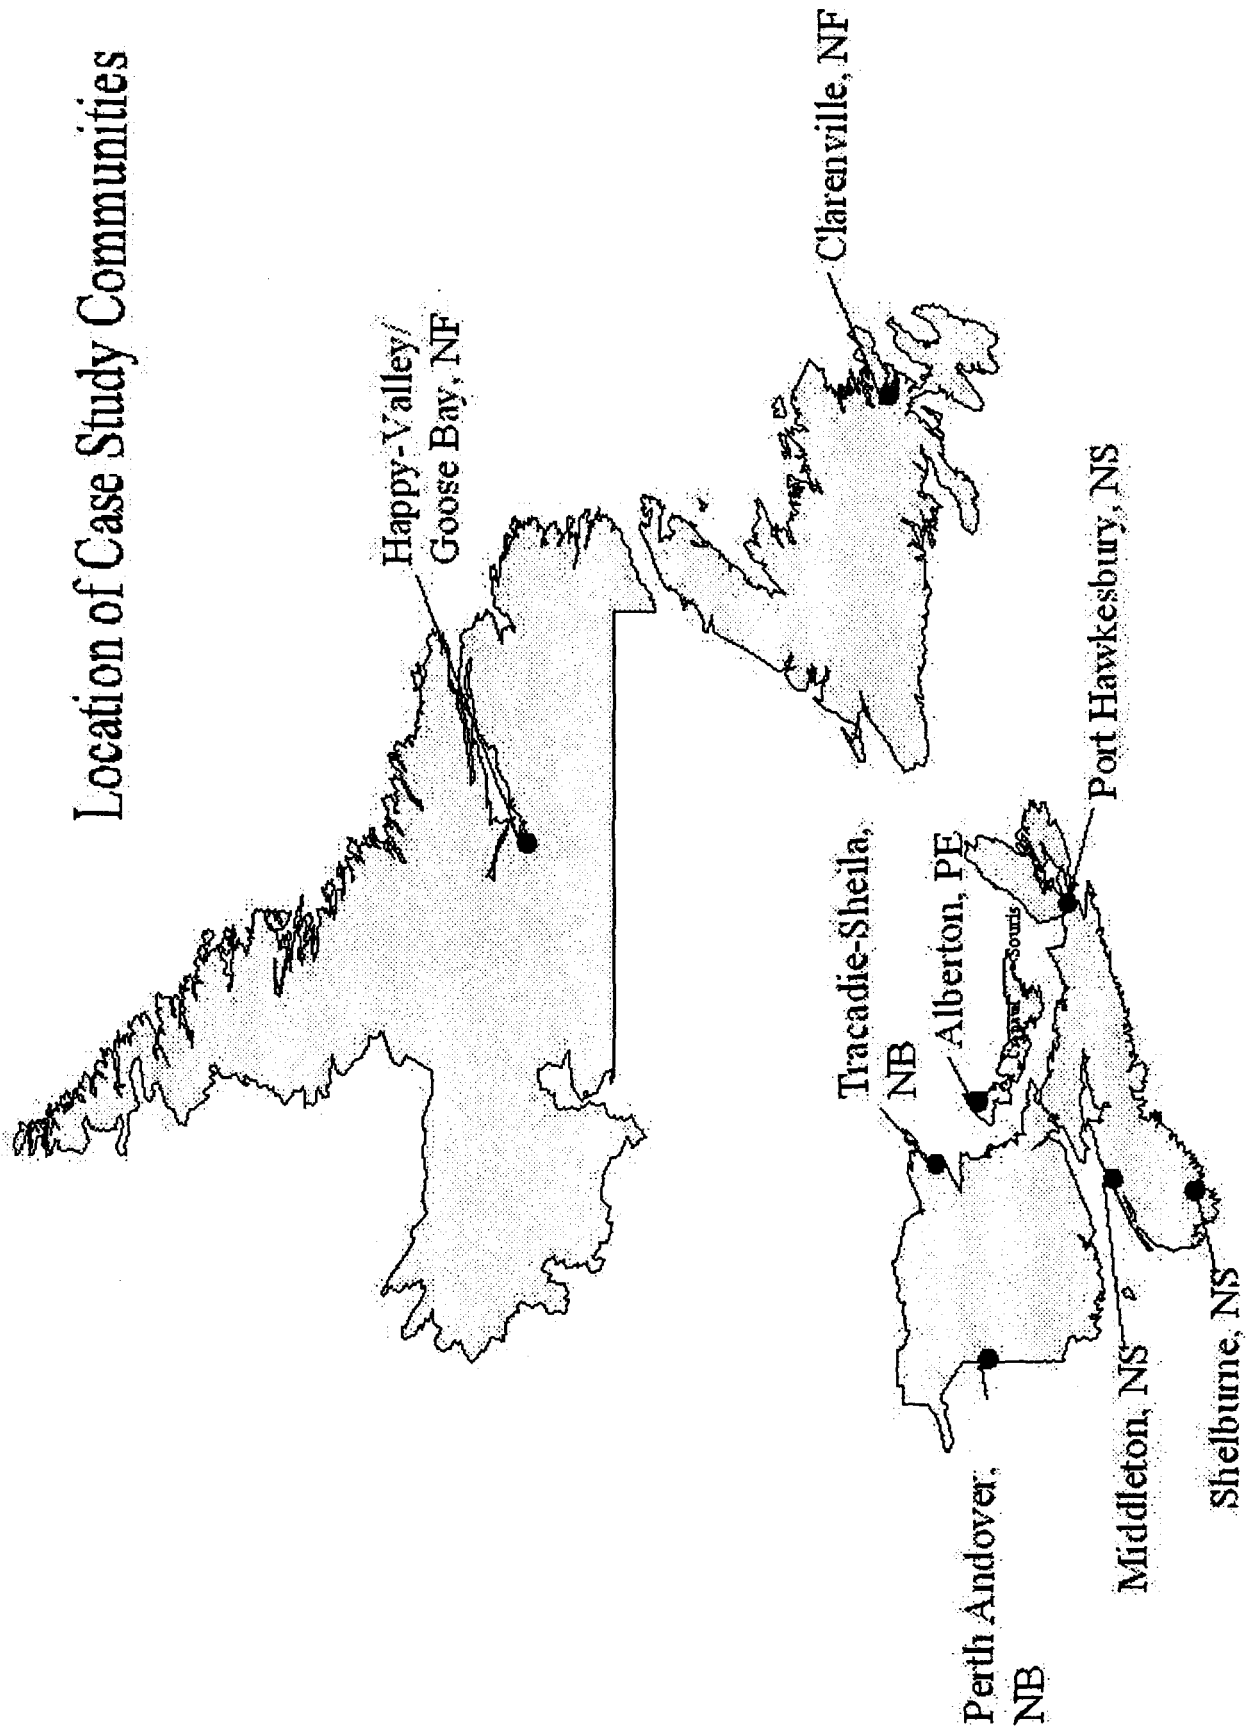 Location of Case Study Communities
Happy-Valley/
Goose Bay, NF
Clarenville, NF
Tracadie-Sheila,
NB
Alberton, PE
Souris
Perth Andover,
NB
Port Hawkesbury, NS
Middleton, NS
Shelburne, NS